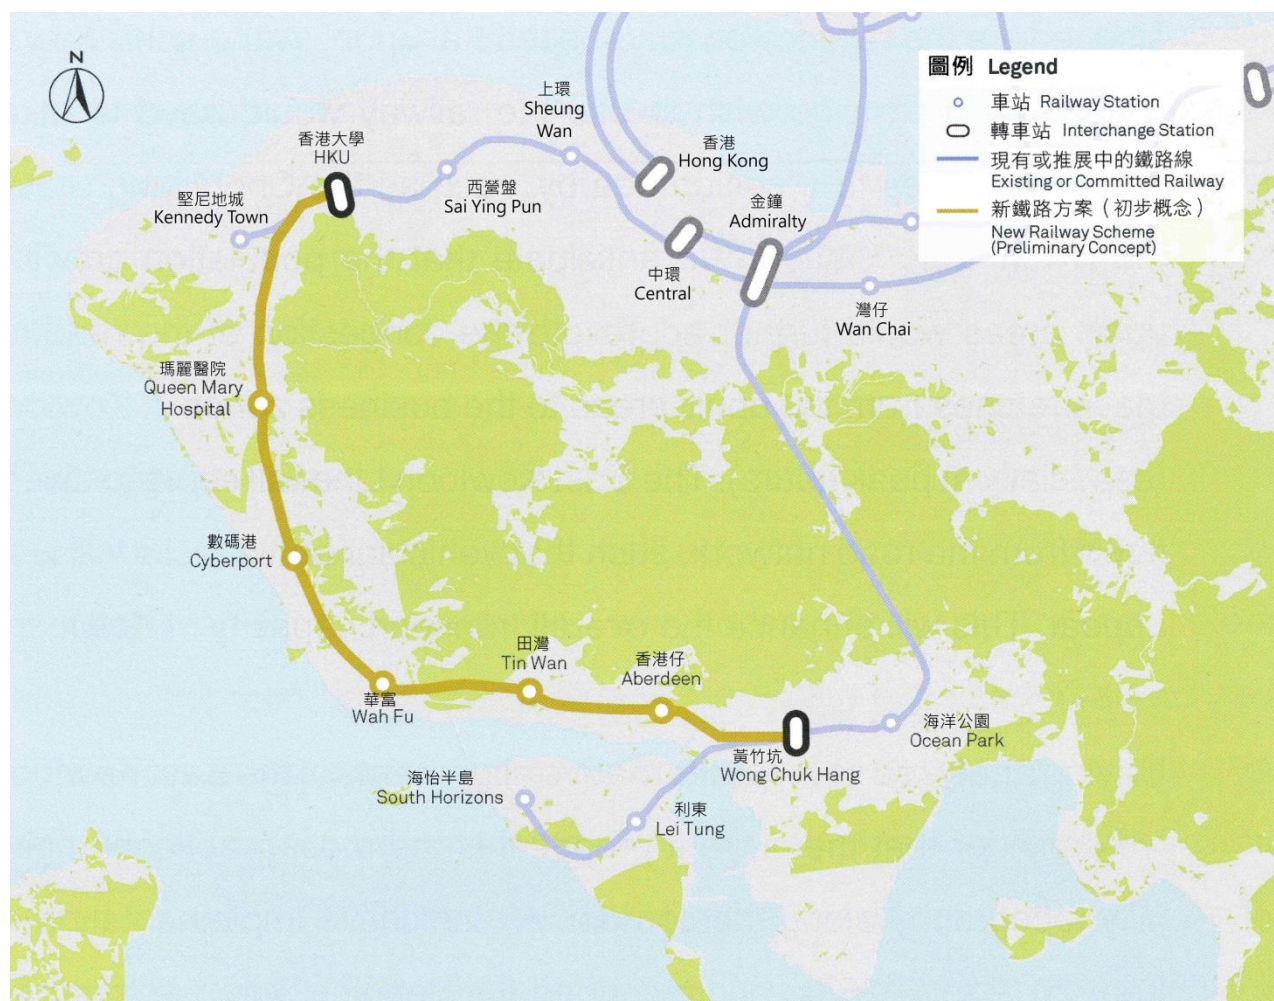 N
圖例 Legend
車站 Railway Station
轉車站 Interchange Station
現有或推展中的鐵路線
Existing or Committed Railway
新鐵路方案（初步概念）
New Railway Scheme
(Preliminary Concept)
上環
Sheung
Wan
香港大學
HKU
香港
Hong Kong
西營盤
Sai Ying Pun
堅尼地城
Kennedy Town
金鐘
Admiralty
中環
Central
灣仔
Wan Chai
瑪麗醫院
Queen Mary
Hospital
數碼港
Cyberport
田灣
Tin Wan
香港仔
Aberdeen
華富
Wah Fu
海洋公園
Ocean Park
黃竹坑
Wong Chuk Hang
海怡半島
South Horizons
利東
Lei Tung